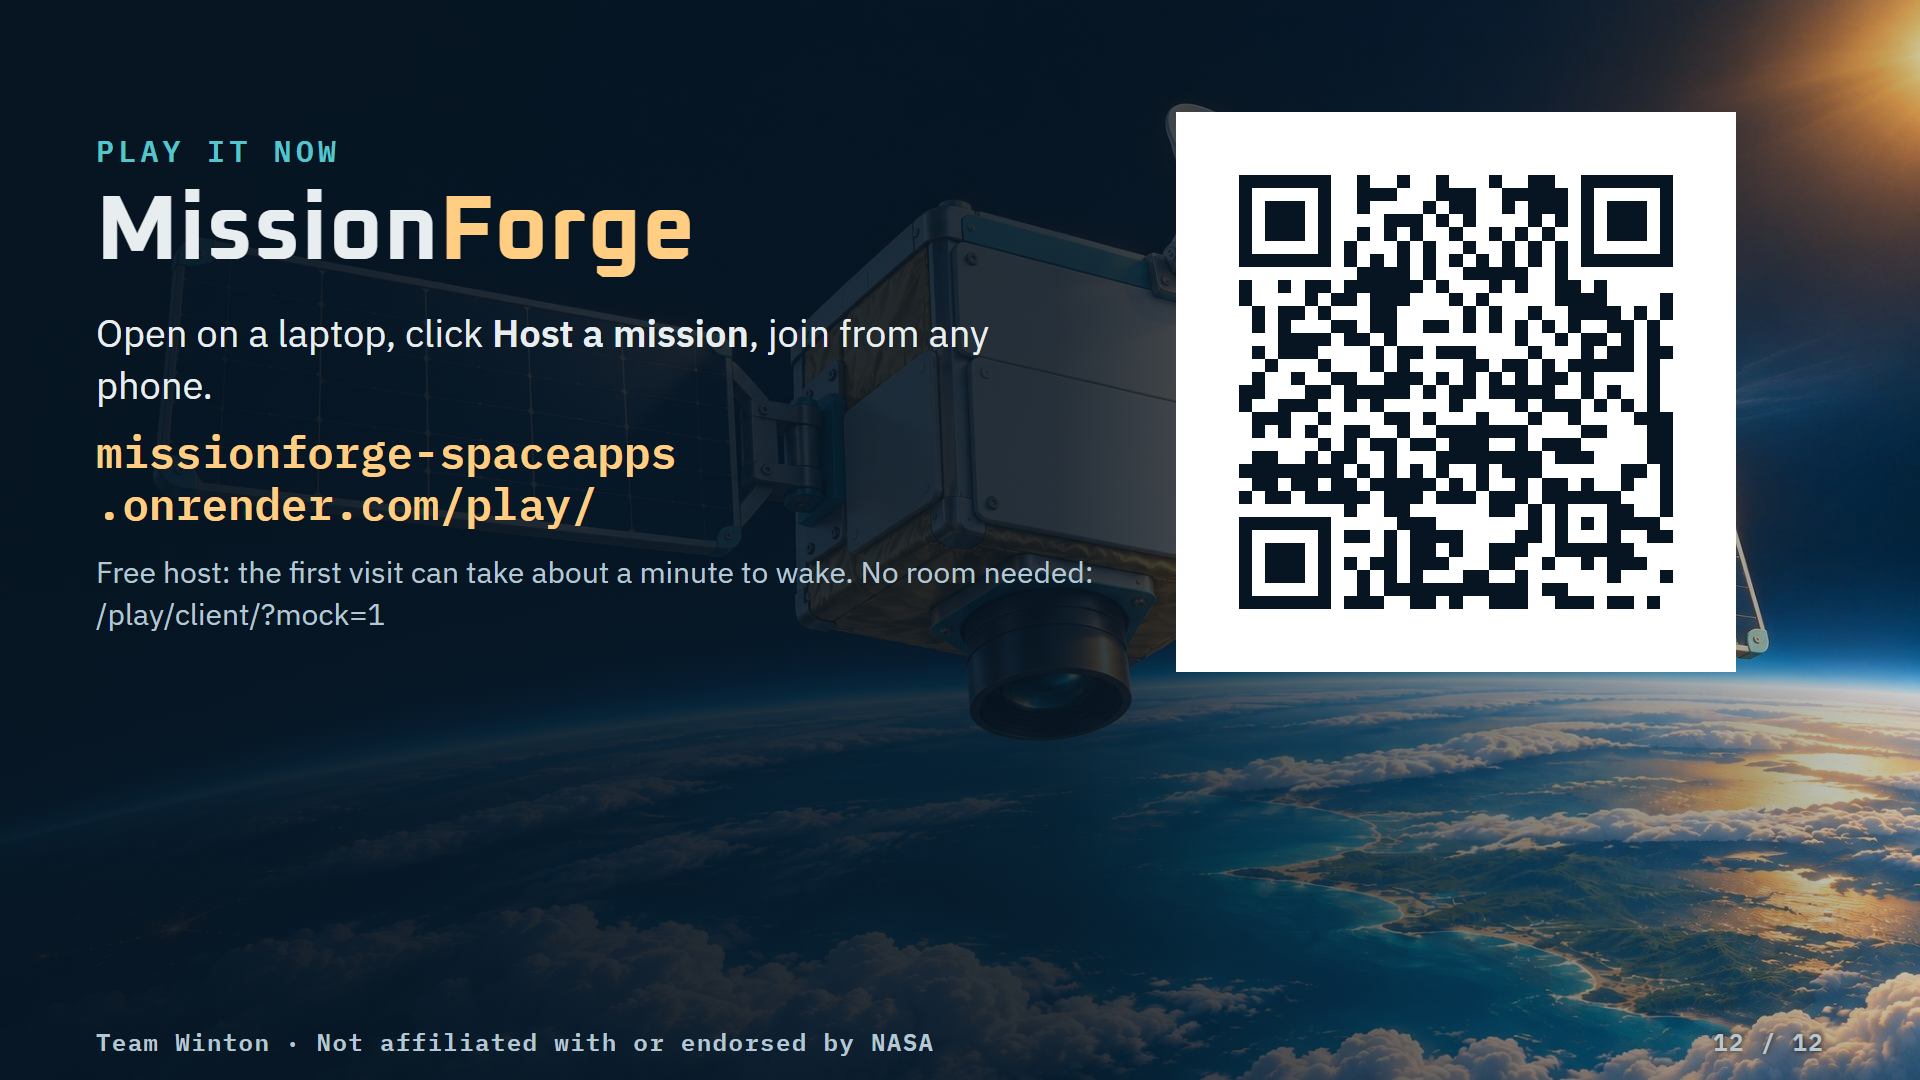 PLAY IT NOW
MissionForge
Open on a laptop, click Host a mission, join from any
phone.
missionforge-spaceapps
.onrender.com/play/
Free host: the first visit can take about a minute to wake. No room needed:
/play/client/?mock=1
Team Winton · Not affiliated with or endorsed by NASA
12 / 12